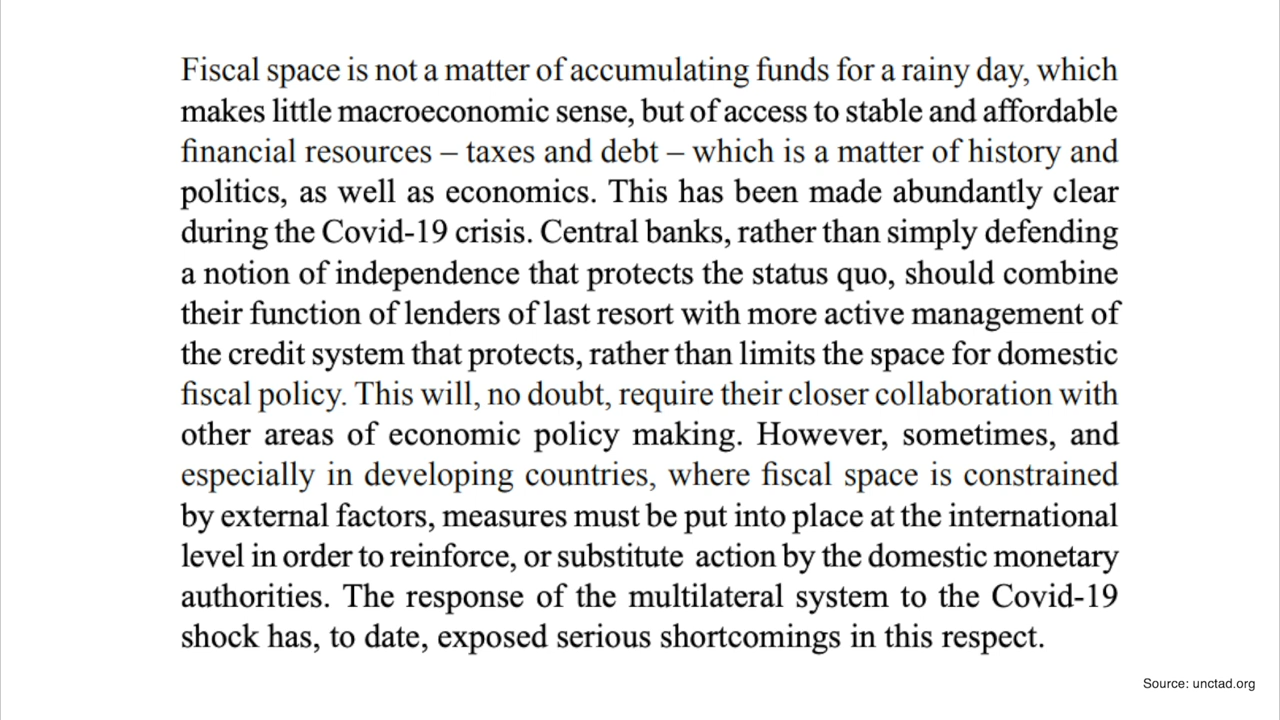 Fiscal space is not a matter of accumulating funds for a rainy day, which
makes little macroeconomic sense, but of access to stable and affordable
financial resources – taxes and debt – which is a matter of history and
politics, as well as economics. This has been made abundantly clear
during the Covid-19 crisis. Central banks, rather than simply defending
a notion of independence that protects the status quo, should combine
their function of lenders of last resort with more active management of
the credit system that protects, rather than limits the space for domestic
fiscal policy. This will, no doubt, require their closer collaboration with
other areas of economic policy making. However, sometimes, and
especially in developing countries, where fiscal space is constrained
by external factors, measures must be put into place at the international
level in order to reinforce, or substitute action by the domestic monetary
authorities. The response of the multilateral system to the Covid-19
shock has, to date, exposed serious shortcomings in this respect.
Source: unctad.org